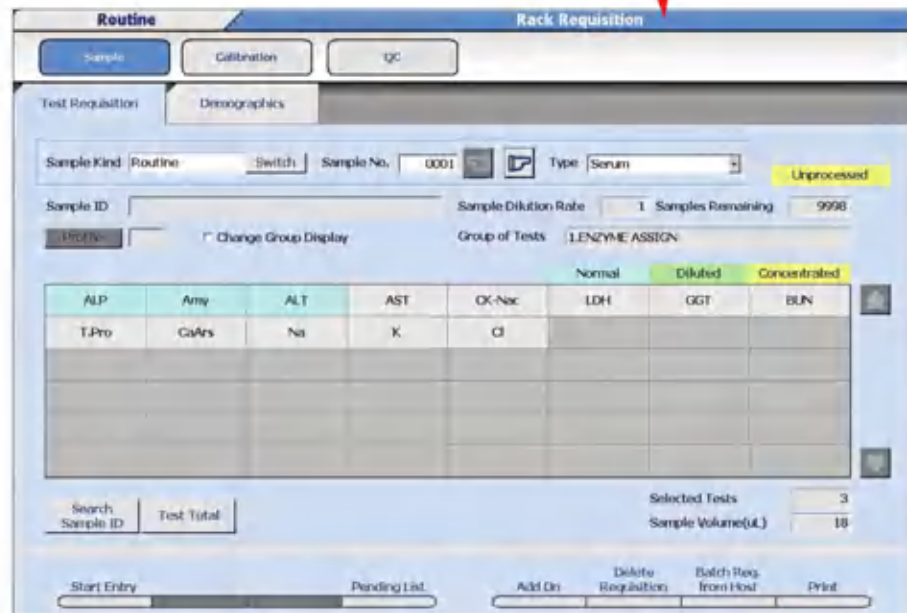 Routine Rack Requisition
Sample Calibration QC
Test Requisition Demographics
Sample Kind Routine Switch Sample No. 0001 Type Serum
Unprocessed
Sample ID Sample Dilution Rate 1 Samples Remaining 9998
Profile Change Group Display Group of Tests 1.ENZYME ASSIGN
Normal Diluted Concentrated
ALP Amy ALT AST CK-Nac LDH GGT BUN
T.Pro CaArs Na K Cl
Search Sample ID Test Total
Selected Tests 3
Sample Volume(uL) 18
Start Entry Pending List Add On Delete Requisition Batch Req. from Host Print